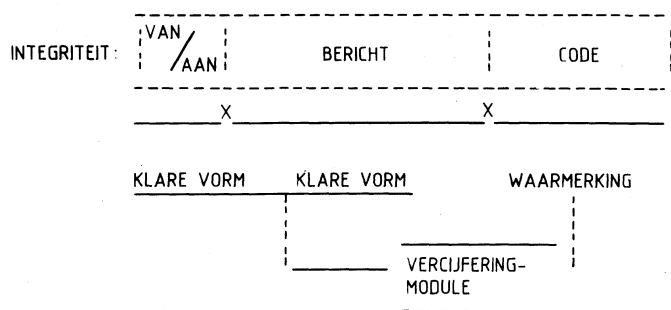 VAN
INTEGRITEIT: / BERICHT CODE
AAN
X X
KLARE VORM KLARE VORM WAARMERKING
VERCIJFERING-
MODULE